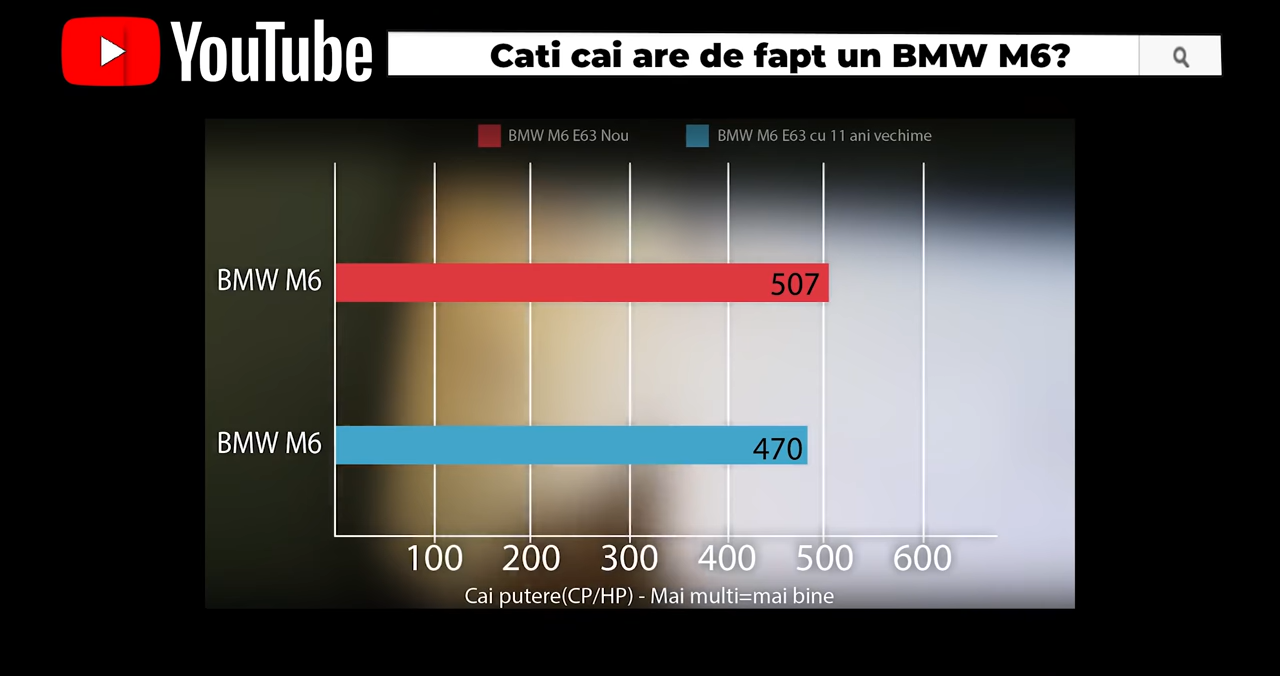 YouTube
Cati cai are de fapt un BMW M6?
BMW M6 E63 Nou
BMW M6 E63 cu 11 ani vechime
BMW M6
507
BMW M6
470
100 200 300 400 500 600
Cai putere(CP/HP) - Mai multi=mai bine